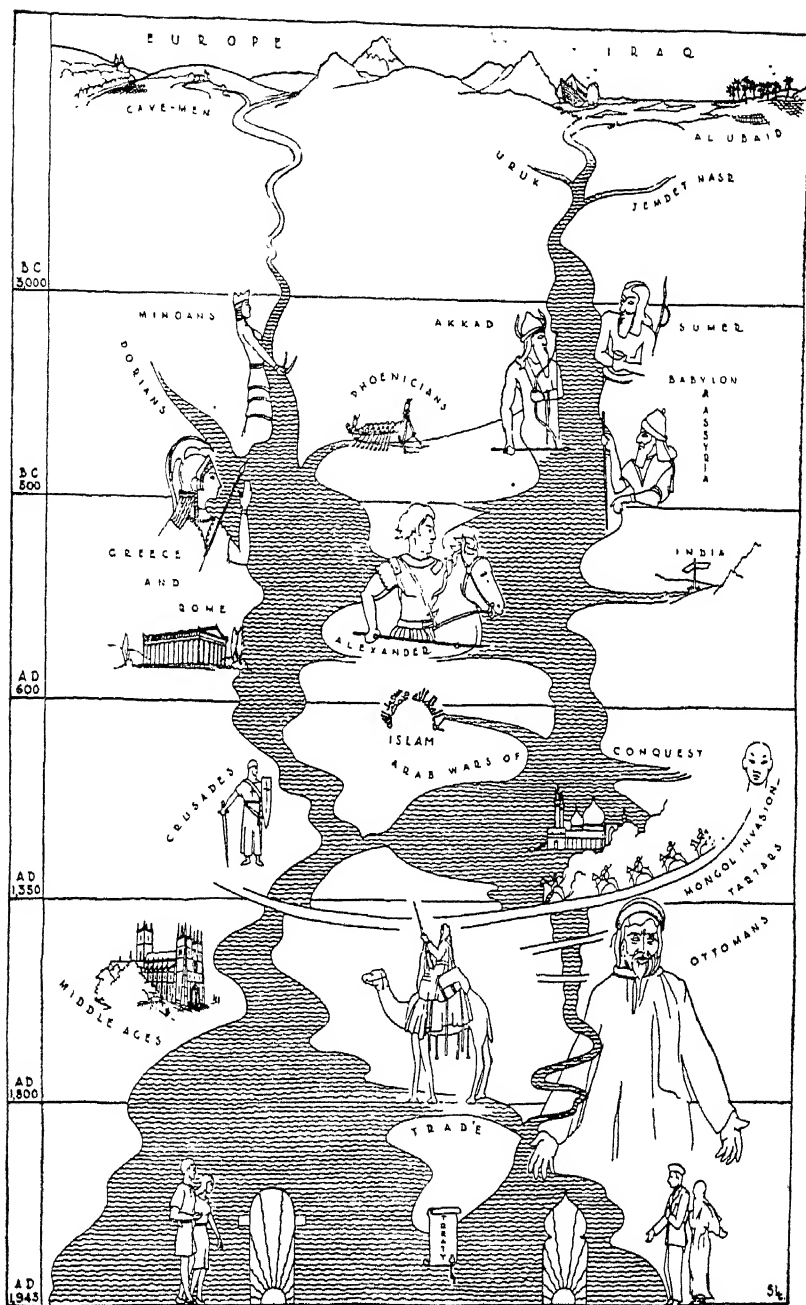 EUROPE
IRAQ
CAVE-MEN
AL UBAID
URUK
JEMDET NASR
BC
3,000
MINOANS
AKKAD
SUMER
DORIANS
PHOENICIANS
BABYLON
ASSYRIA
BC
500
GREECE
AND
ROME
INDIA
ALEXANDER
AD
600
ISLAM
ARAB WARS OF
CONQUEST
CRUSADES
MONGOL INVASION
TARTARS
AD
1,350
OTTOMANS
MIDDLE AGES
AD
1,800
TRADE
TREATY
AD
1,943